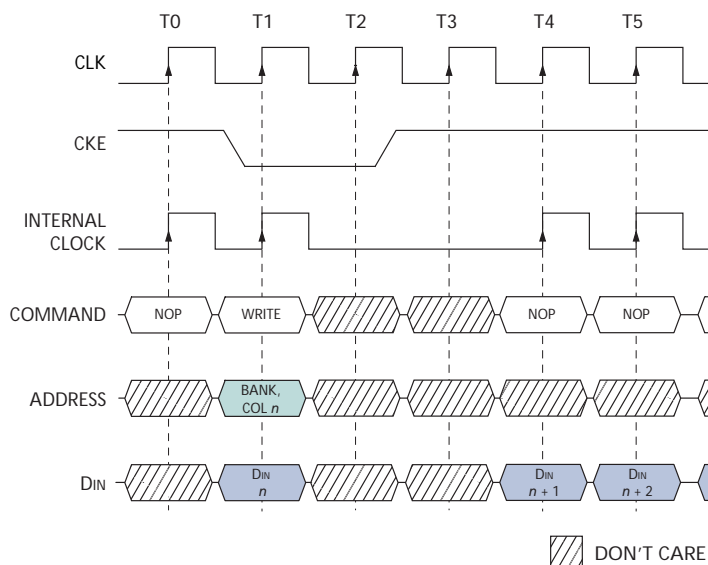 T0 T1 T2 T3 T4 T5
CLK
CKE
INTERNAL
CLOCK
COMMAND NOP WRITE NOP NOP
ADDRESS BANK,
COL n
DIN DIN
n DIN
n + 1 DIN
n + 2
DON'T CARE